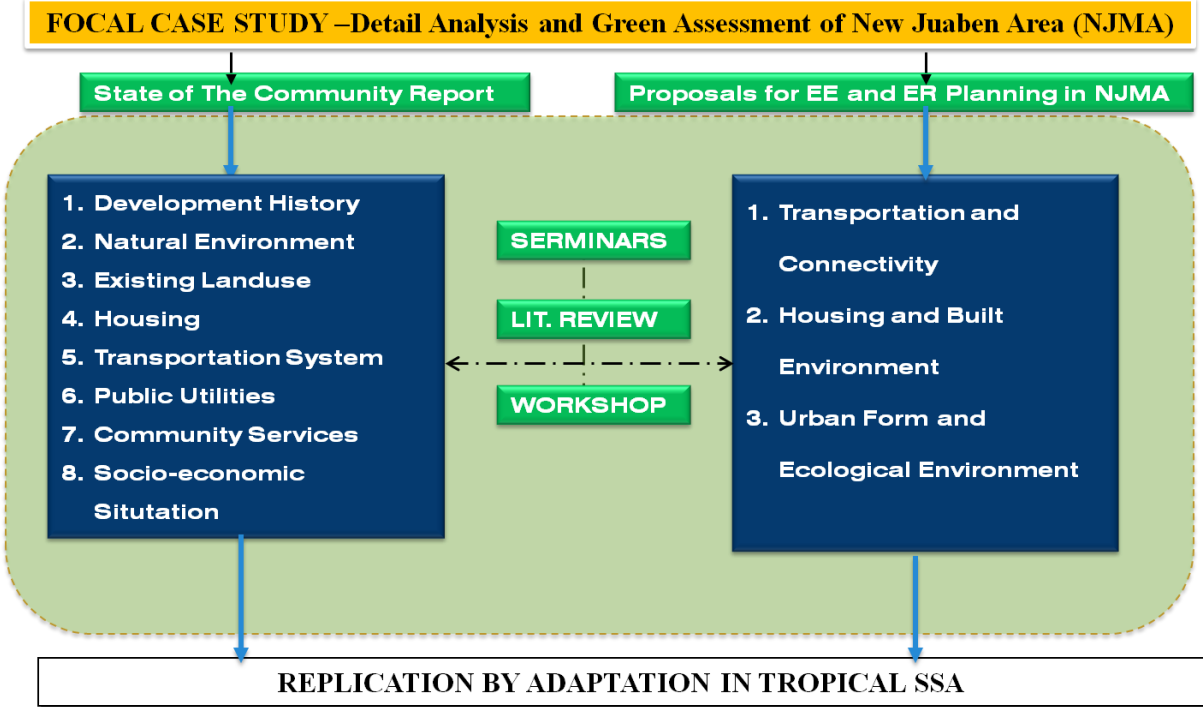 FOCAL CASE STUDY –Detail Analysis and Green Assessment of New Juaben Area (NJMA)
State of The Community Report
Proposals for EE and ER Planning in NJMA
1. Development History
2. Natural Environment
3. Existing Landuse
4. Housing
5. Transportation System
6. Public Utilities
7. Community Services
8. Socio-economic
Situtation
SERMINARS
LIT. REVIEW
WORKSHOP
1. Transportation and
Connectivity
2. Housing and Built
Environment
3. Urban Form and
Ecological Environment
REPLICATION BY ADAPTATION IN TROPICAL SSA